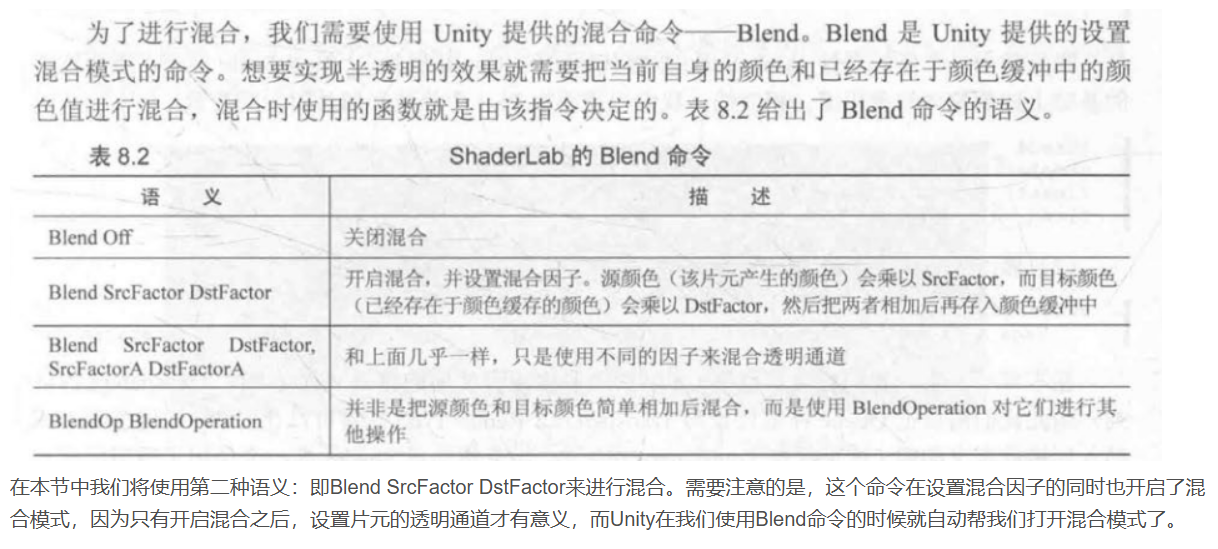 为了进行混合，我们需要使用 Unity 提供的混合命令——Blend。Blend 是 Unity 提供的设置
混合模式的命令。想要实现半透明的效果就需要把当前自身的颜色和已经存在于颜色缓冲中的颜
色值进行混合，混合时使用的函数就是由该指令决定的。表 8.2 给出了 Blend 命令的语义。
表 8.2 ShaderLab 的 Blend 命令
语 义 描 述
Blend Off 关闭混合
Blend SrcFactor DstFactor 开启混合，并设置混合因子。源颜色（该片元产生的颜色）会乘以 SrcFactor，而目标颜色
（已经存在于颜色缓存的颜色）会乘以 DstFactor，然后把两者相加后再存入颜色缓冲中
Blend SrcFactor DstFactor,
SrcFactorA DstFactorA
和上面几乎一样，只是使用不同的因子来混合透明通道
BlendOp BlendOperation 并非是把源颜色和目标颜色简单相加后混合，而是使用 BlendOperation 对它们进行其
他操作
在本节中我们将使用第二种语义：即Blend SrcFactor DstFactor来进行混合。需要注意的是，这个命令在设置混合因子的同时也开启了混
合模式，因为只有开启混合之后，设置片元的透明通道才有意义，而Unity在我们使用Blend命令的时候就自动帮我们打开混合模式了。